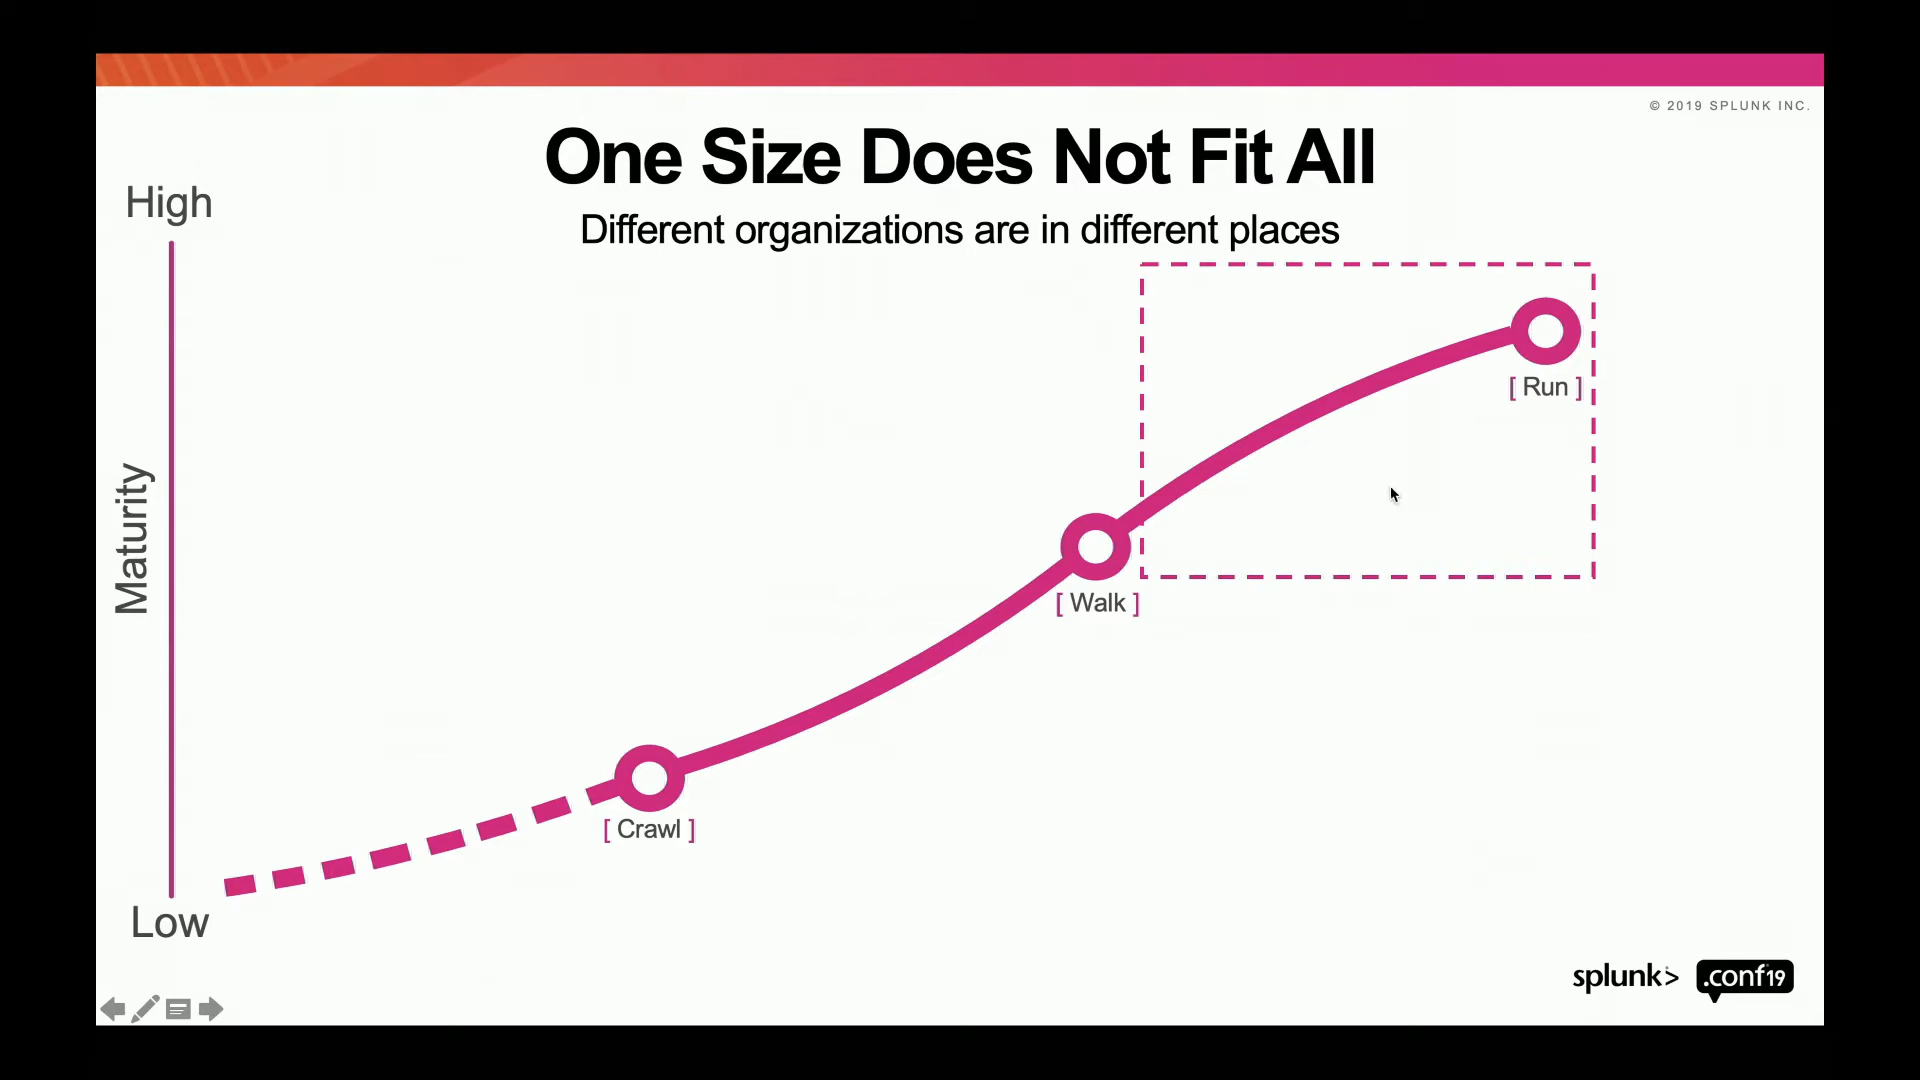 © 2019 SPLUNK INC.
One Size Does Not Fit All
Different organizations are in different places
High
Maturity
Low
[ Crawl ]
[ Walk ]
[ Run ]
splunk> .conf19